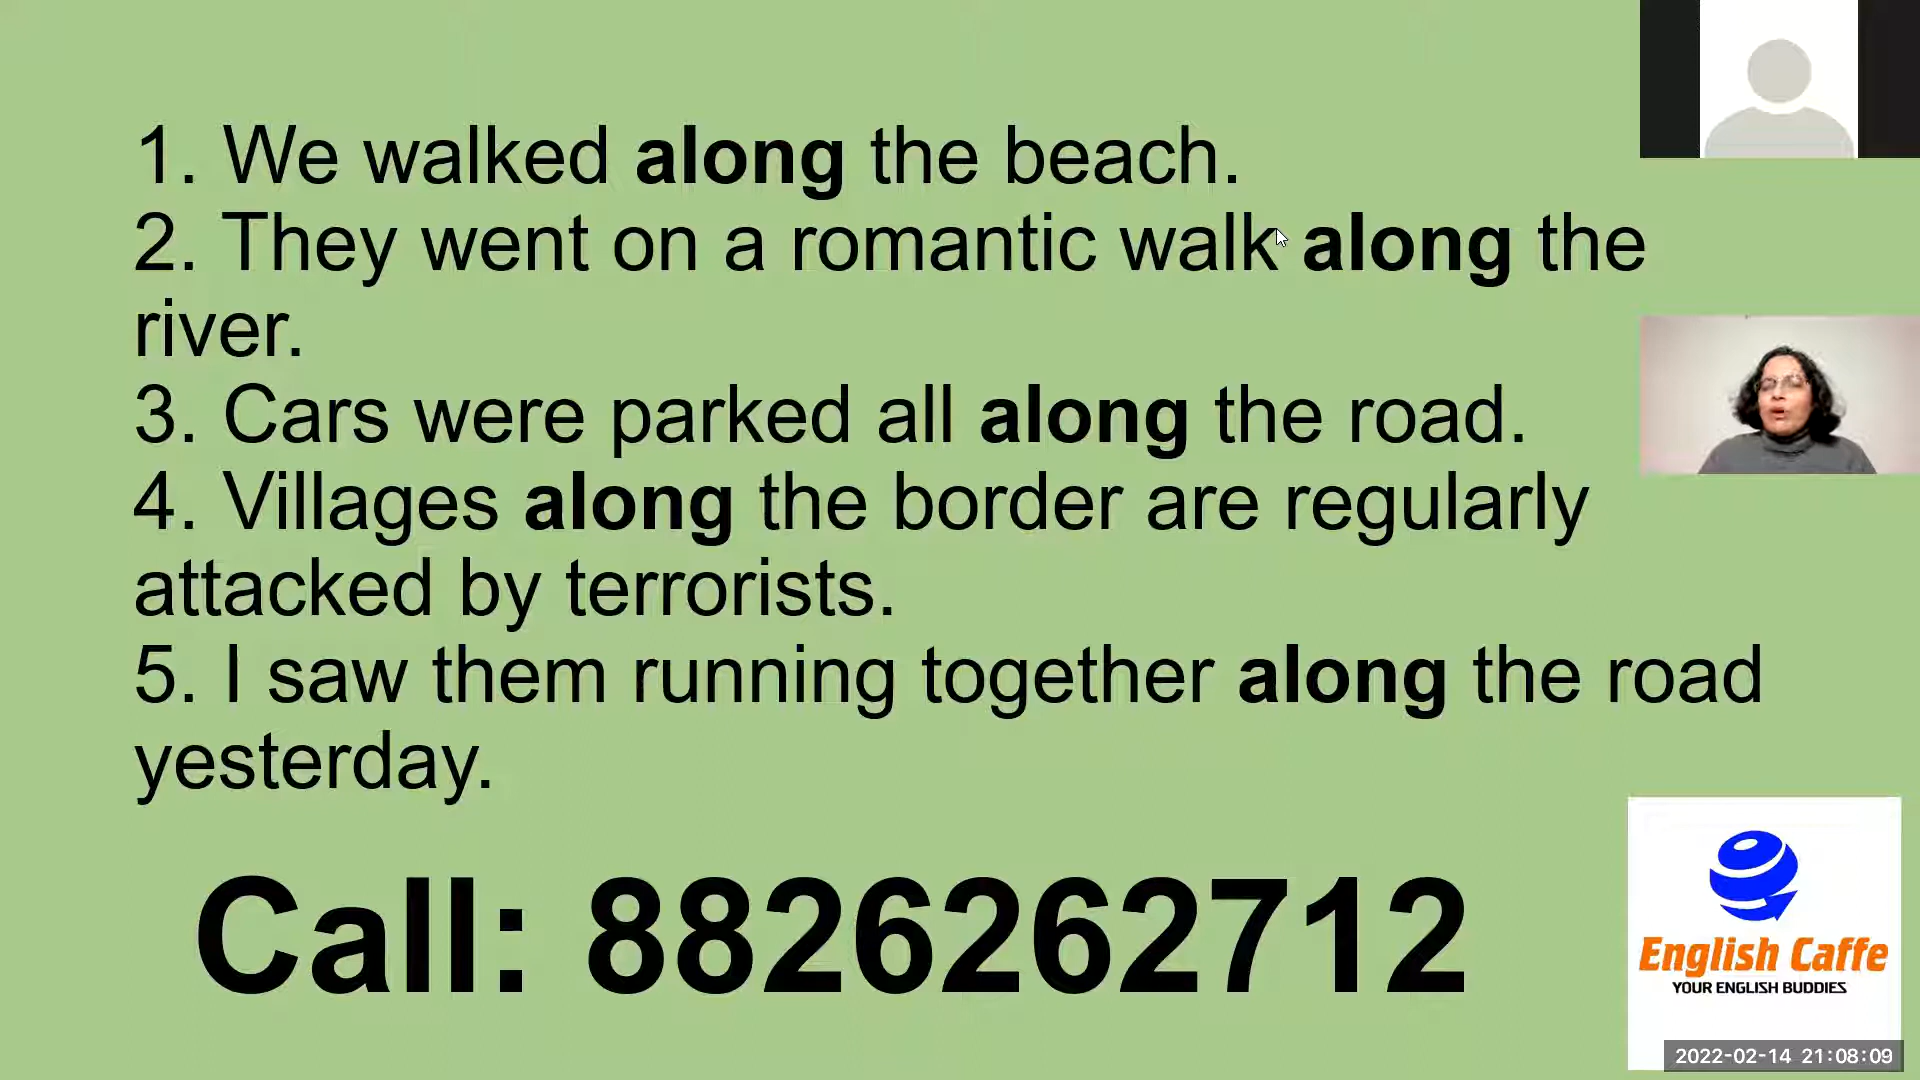 1. We walked along the beach.
2. They went on a romantic walk along the
river.
3. Cars were parked all along the road.
4. Villages along the border are regularly
attacked by terrorists.
5. I saw them running together along the road
yesterday.
Call: 8826262712
English Caffe
YOUR ENGLISH BUDDIES
2022-02-14 21:08:09